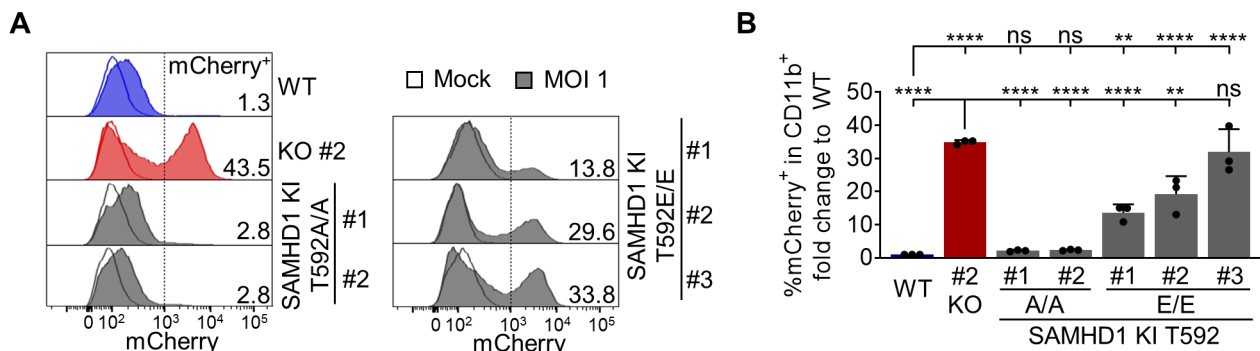 A
mCherry⁺
1.3
WT
43.5
KO #2
2.8
#1
2.8
#2
SAMHD1 KI
T592A/A
0 10² 10³ 10⁴ 10⁵
mCherry
Mock MOI 1
13.8
#1
29.6
#2
33.8
#3
SAMHD1 KI
T592E/E
0 10² 10³ 10⁴ 10⁵
mCherry
B
**** ns ns ** **** ****
**** **** **** **** ** ns
%mCherry⁺ in CD11b⁺
fold change to WT
50
40
30
20
10
0
WT #2 #1 #2 #1 #2 #3
KO A/A E/E
SAMHD1 KI T592